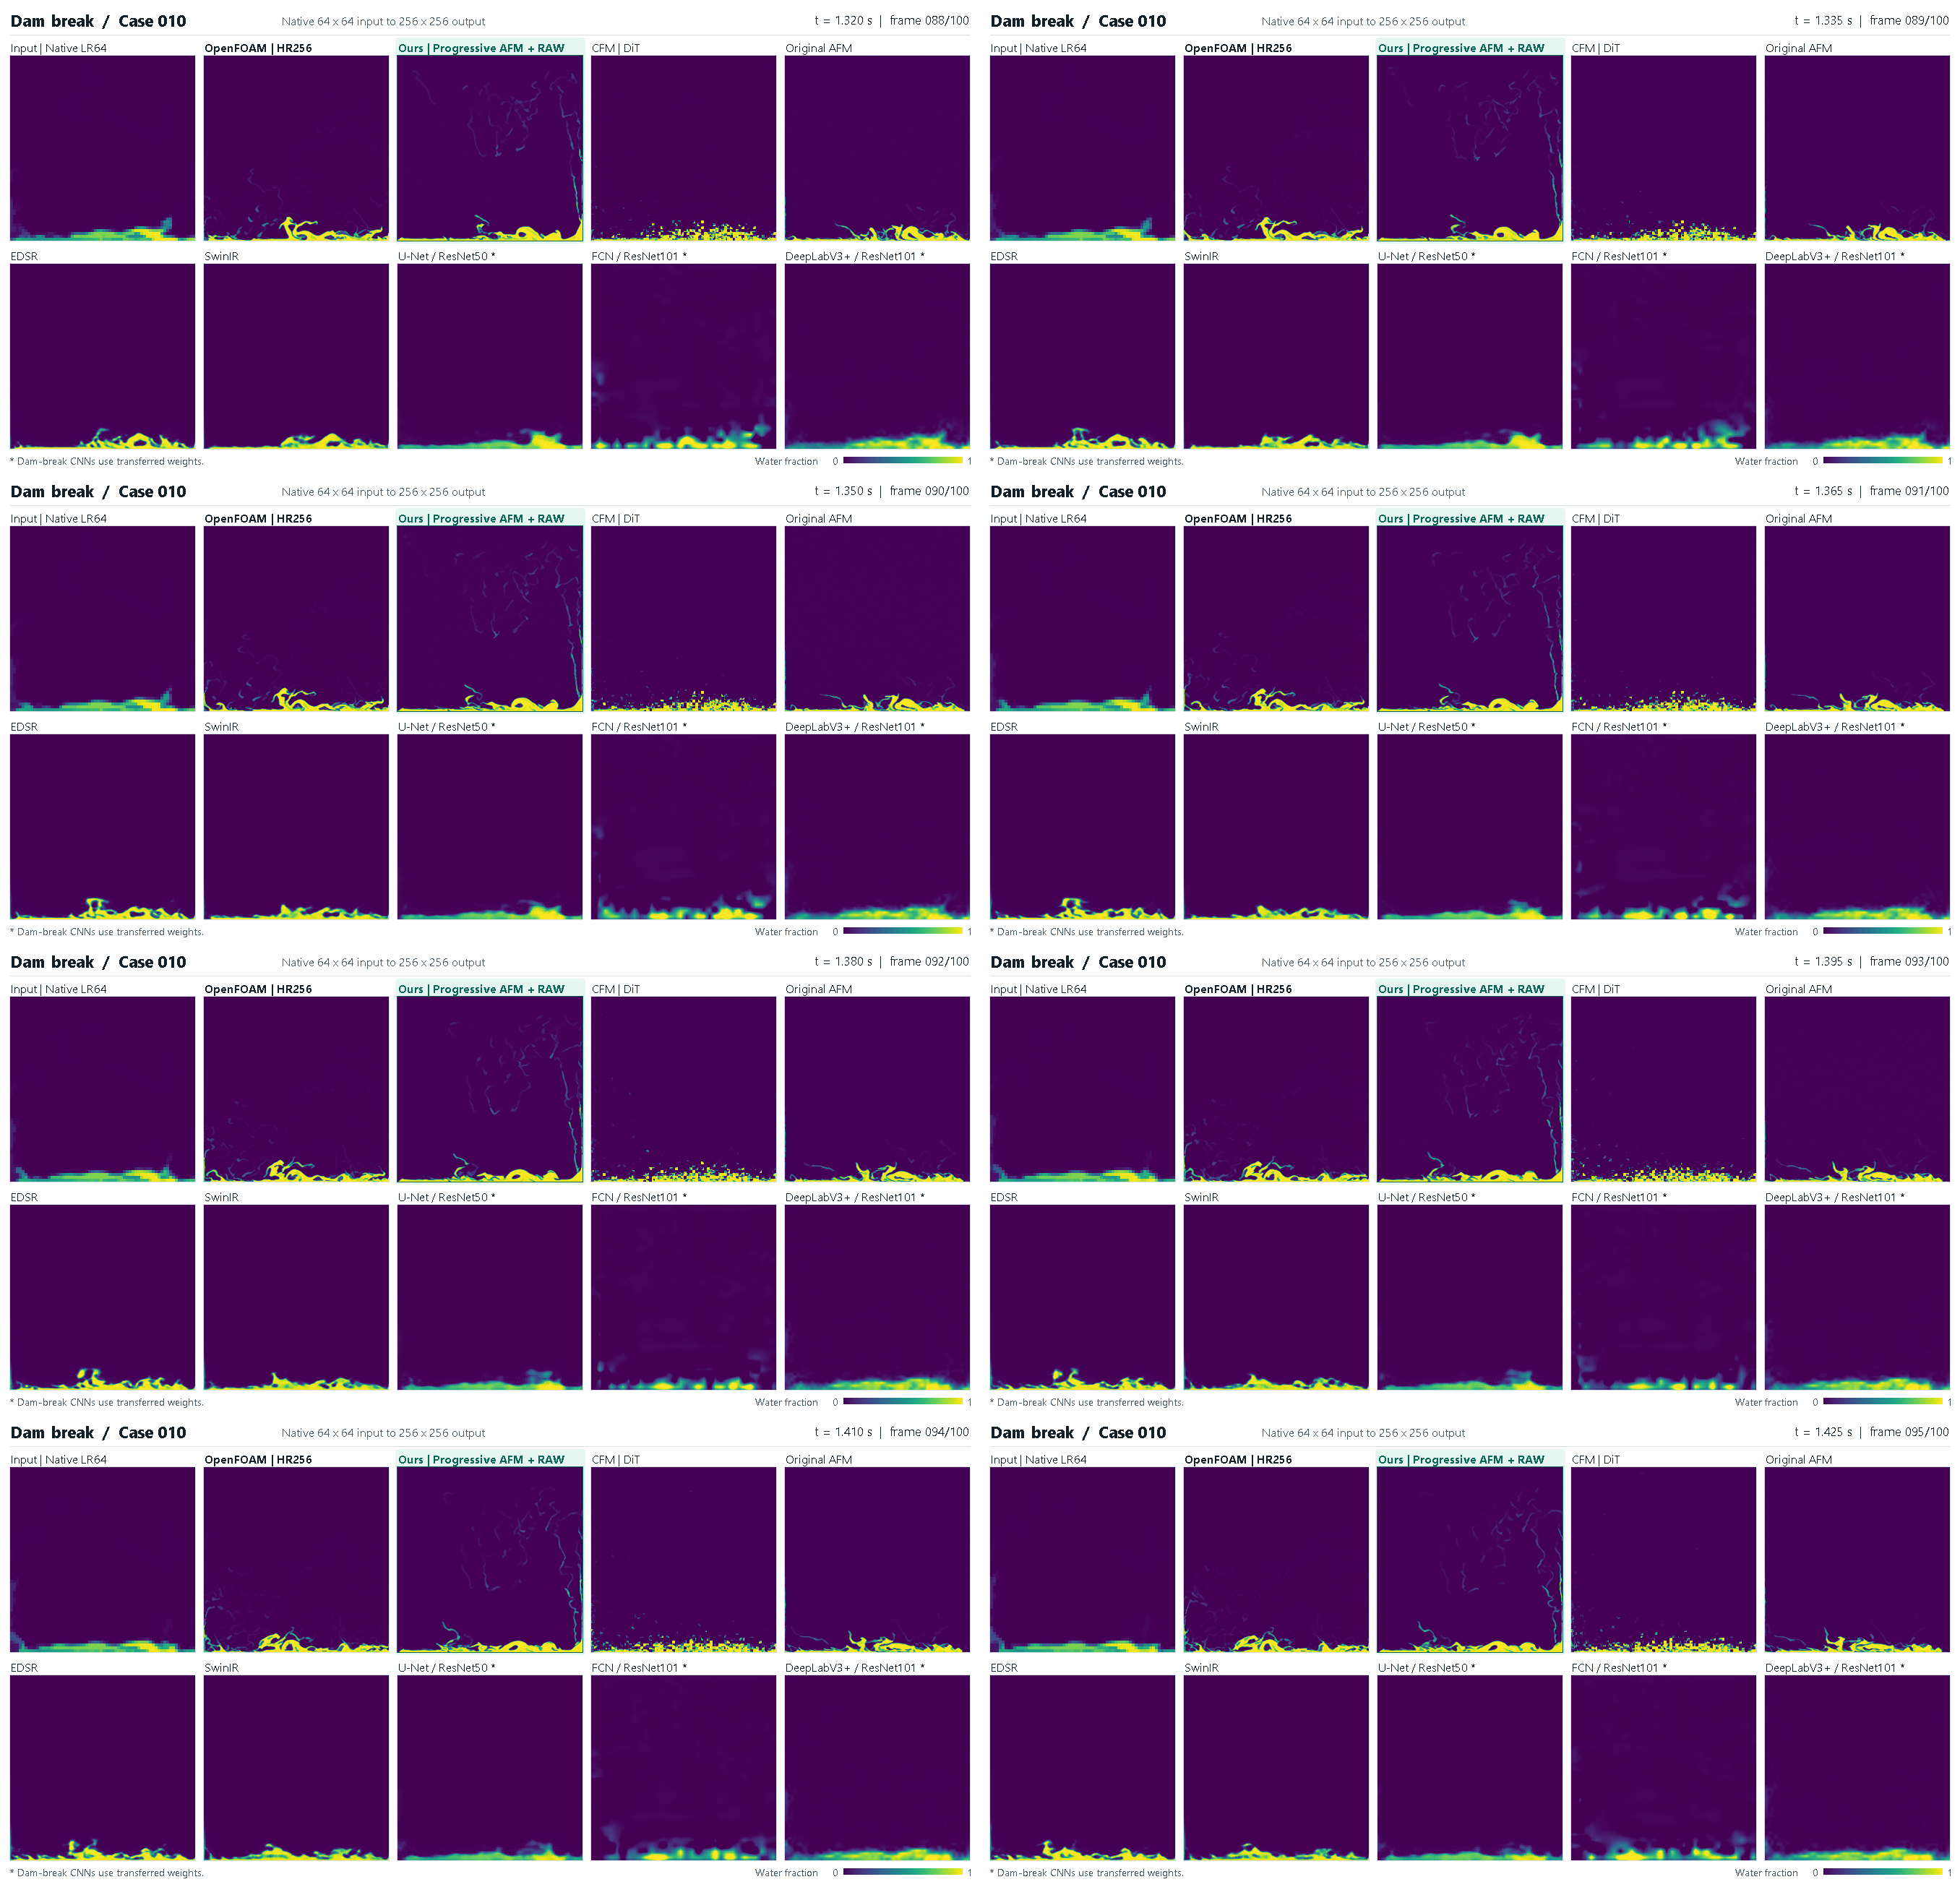 Dam break / Case 010 Native 64 x 64 input to 256 x 256 output t = 1.320 s | frame 088/100
Input | Native LR64 OpenFOAM | HR256 Ours | Progressive AFM + RAW CFM | DiT Original AFM
EDSR SwinIR U-Net / ResNet50 * FCN / ResNet101 * DeepLabV3+ / ResNet101 *
* Dam-break CNNs use transferred weights. Water fraction 0 1
Dam break / Case 010 Native 64 x 64 input to 256 x 256 output t = 1.335 s | frame 089/100
Input | Native LR64 OpenFOAM | HR256 Ours | Progressive AFM + RAW CFM | DiT Original AFM
EDSR SwinIR U-Net / ResNet50 * FCN / ResNet101 * DeepLabV3+ / ResNet101 *
* Dam-break CNNs use transferred weights. Water fraction 0 1
Dam break / Case 010 Native 64 x 64 input to 256 x 256 output t = 1.350 s | frame 090/100
Input | Native LR64 OpenFOAM | HR256 Ours | Progressive AFM + RAW CFM | DiT Original AFM
EDSR SwinIR U-Net / ResNet50 * FCN / ResNet101 * DeepLabV3+ / ResNet101 *
* Dam-break CNNs use transferred weights. Water fraction 0 1
Dam break / Case 010 Native 64 x 64 input to 256 x 256 output t = 1.365 s | frame 091/100
Input | Native LR64 OpenFOAM | HR256 Ours | Progressive AFM + RAW CFM | DiT Original AFM
EDSR SwinIR U-Net / ResNet50 * FCN / ResNet101 * DeepLabV3+ / ResNet101 *
* Dam-break CNNs use transferred weights. Water fraction 0 1
Dam break / Case 010 Native 64 x 64 input to 256 x 256 output t = 1.380 s | frame 092/100
Input | Native LR64 OpenFOAM | HR256 Ours | Progressive AFM + RAW CFM | DiT Original AFM
EDSR SwinIR U-Net / ResNet50 * FCN / ResNet101 * DeepLabV3+ / ResNet101 *
* Dam-break CNNs use transferred weights. Water fraction 0 1
Dam break / Case 010 Native 64 x 64 input to 256 x 256 output t = 1.395 s | frame 093/100
Input | Native LR64 OpenFOAM | HR256 Ours | Progressive AFM + RAW CFM | DiT Original AFM
EDSR SwinIR U-Net / ResNet50 * FCN / ResNet101 * DeepLabV3+ / ResNet101 *
* Dam-break CNNs use transferred weights. Water fraction 0 1
Dam break / Case 010 Native 64 x 64 input to 256 x 256 output t = 1.410 s | frame 094/100
Input | Native LR64 OpenFOAM | HR256 Ours | Progressive AFM + RAW CFM | DiT Original AFM
EDSR SwinIR U-Net / ResNet50 * FCN / ResNet101 * DeepLabV3+ / ResNet101 *
* Dam-break CNNs use transferred weights. Water fraction 0 1
Dam break / Case 010 Native 64 x 64 input to 256 x 256 output t = 1.425 s | frame 095/100
Input | Native LR64 OpenFOAM | HR256 Ours | Progressive AFM + RAW CFM | DiT Original AFM
EDSR SwinIR U-Net / ResNet50 * FCN / ResNet101 * DeepLabV3+ / ResNet101 *
* Dam-break CNNs use transferred weights. Water fraction 0 1